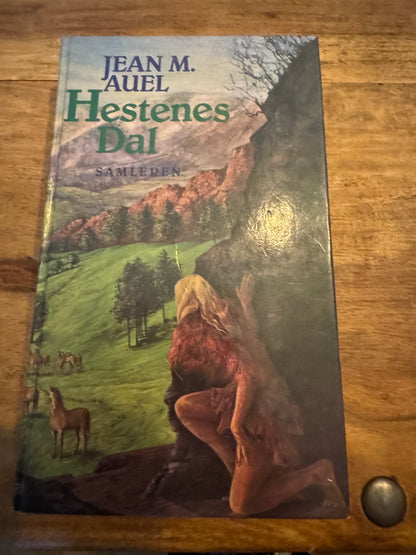 JEAN M.
AUEL
Hestenes
Dal
SAMLEREN